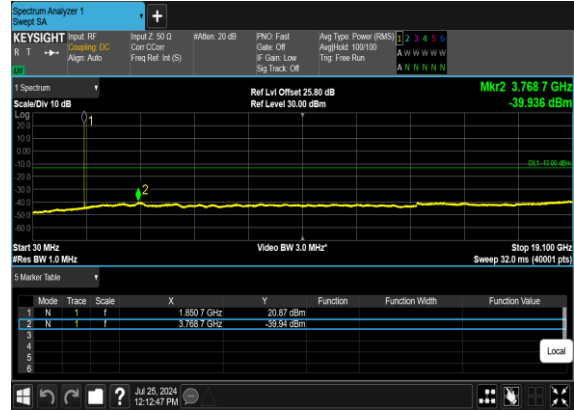 Spectrum Analyzer 1
Swept SA
+
KEYSIGHT Input: RF Input Z: 50 Ω #Atten: 20 dB PNO: Fast Avg Type: Power (RMS) 1 2 3 4 5 6
R T Coupling: DC Corr CCorr Gate: Off Avg|Hold: 100/100 A W W W W W
Align: Auto Freq Ref: Int (S) IF Gain: Low Trig: Free Run
Sig Track: Off A N N N N N
LW
1 Spectrum Ref Lvl Offset 25.80 dB Mkr2 3.768 7 GHz
Scale/Div 10 dB Ref Level 30.00 dBm -39.936 dBm
Log
1
20.0
10.0
0.00
-10.0
DL1 -13.00 dBm
-20.0
-30.0
2
-40.0
-50.0
-60.0
Start 30 MHz Video BW 3.0 MHz* Stop 19.100 GHz
#Res BW 1.0 MHz Sweep 32.0 ms (40001 pts)
5 Marker Table
Mode Trace Scale X Y Function Function Width Function Value
1 N 1 f 1.850 7 GHz 20.87 dBm
2 N 1 f 3.768 7 GHz -39.94 dBm
3
4
5
6
Local
? Jul 25, 2024
12:12:47 PM